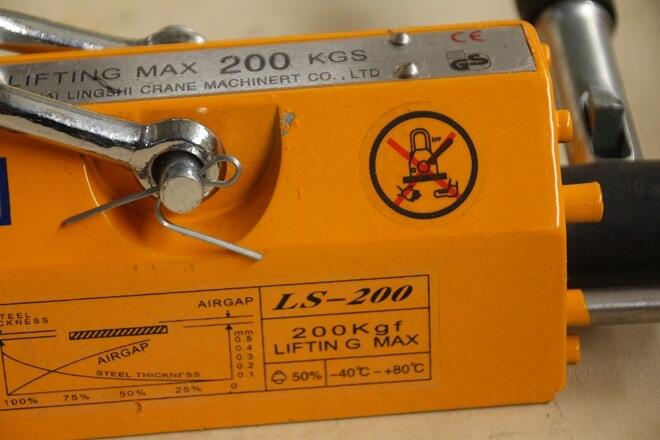 LIFTING MAX 200 KGS
CE
LINGSHI CRANE MACHINERT CO., LTD
GS
OFF
AIRGAP
LS-200
mm
0.5
0.4
0.3
0.2
0.1
0
AIRGAP
STEEL THICKNESS
100% 75% 50% 25%
200Kgf
LIFTIN G MAX
50% -40℃ ~ +80℃